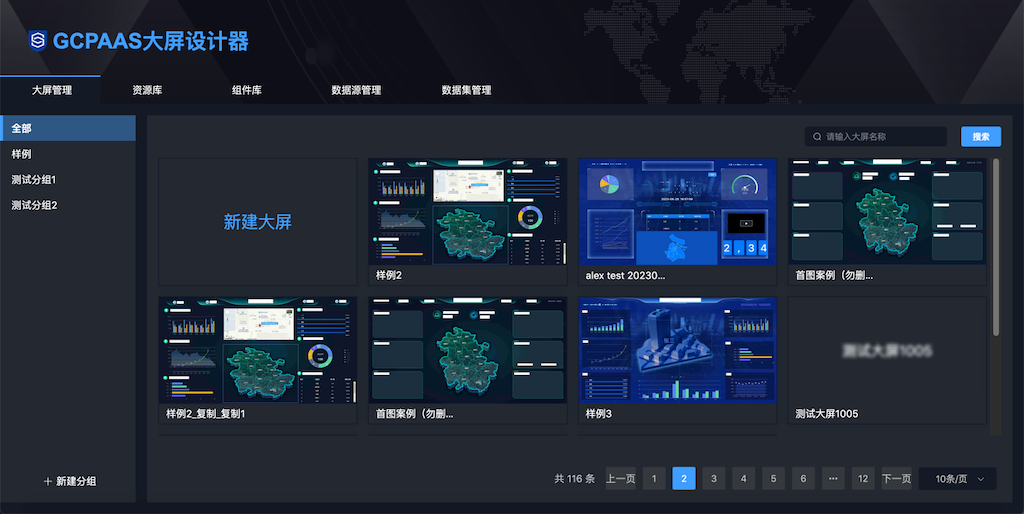 GCPAAS大屏设计器
大屏管理 资源库 组件库 数据源管理 数据集管理
全部
样例
测试分组1
测试分组2
+ 新建分组
请输入大屏名称 搜索
新建大屏
样例2
alex test 20230...
首图案例（勿删...
样例2_复制_复制1
首图案例（勿删...
样例3
测试大屏1005
测试大屏1005
共 116 条 上一页 1 2 3 4 5 6 ··· 12 下一页 10条/页